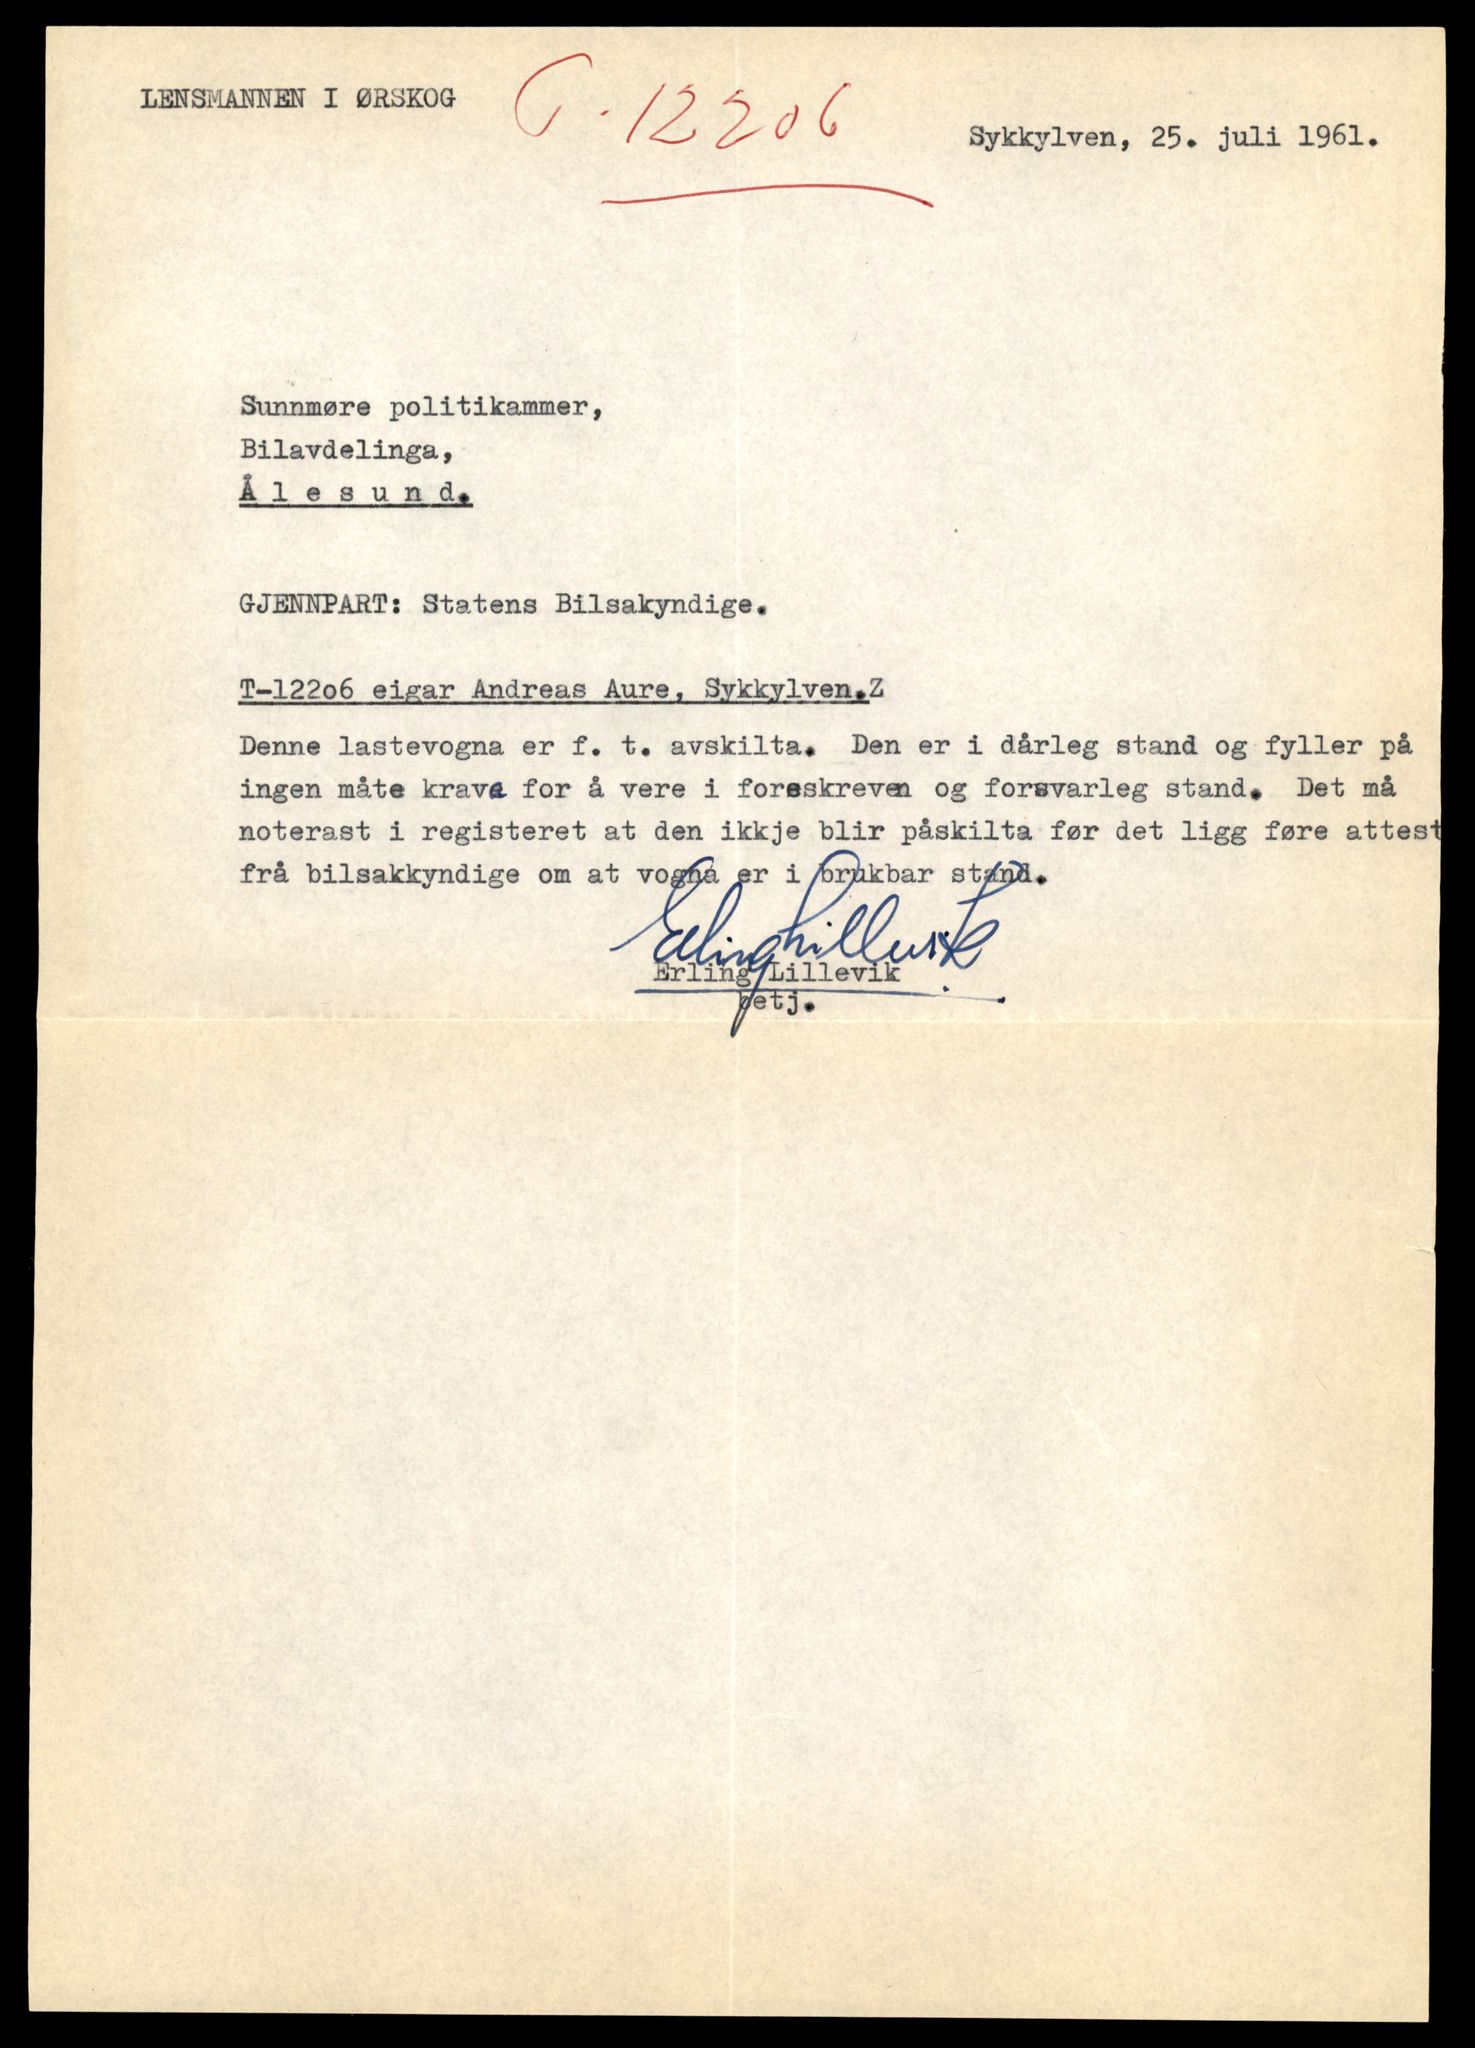 LENSMANNEN I ØRSKOG
T-12206
Sykkylven, 25. juli 1961.
Sunnmøre politikammer,
Bilavdelinga,
Å l e s u n d.
GJENNPART: Statens Bilsakyndige.
T-122o6 eigar Andreas Aure, Sykkylven.Z
Denne lastevogna er f. t. avskilta. Den er i dårleg stand og fyller på
ingen måte krava for å vere i foreskreven og forsvarleg stand. Det må
noterast i registeret at den ikkje blir påskilta før det ligg føre attest
frå bilsakkyndige om at vogna er i brukbar stand.
Erling Lillevik
Erling Lillevik
betj.